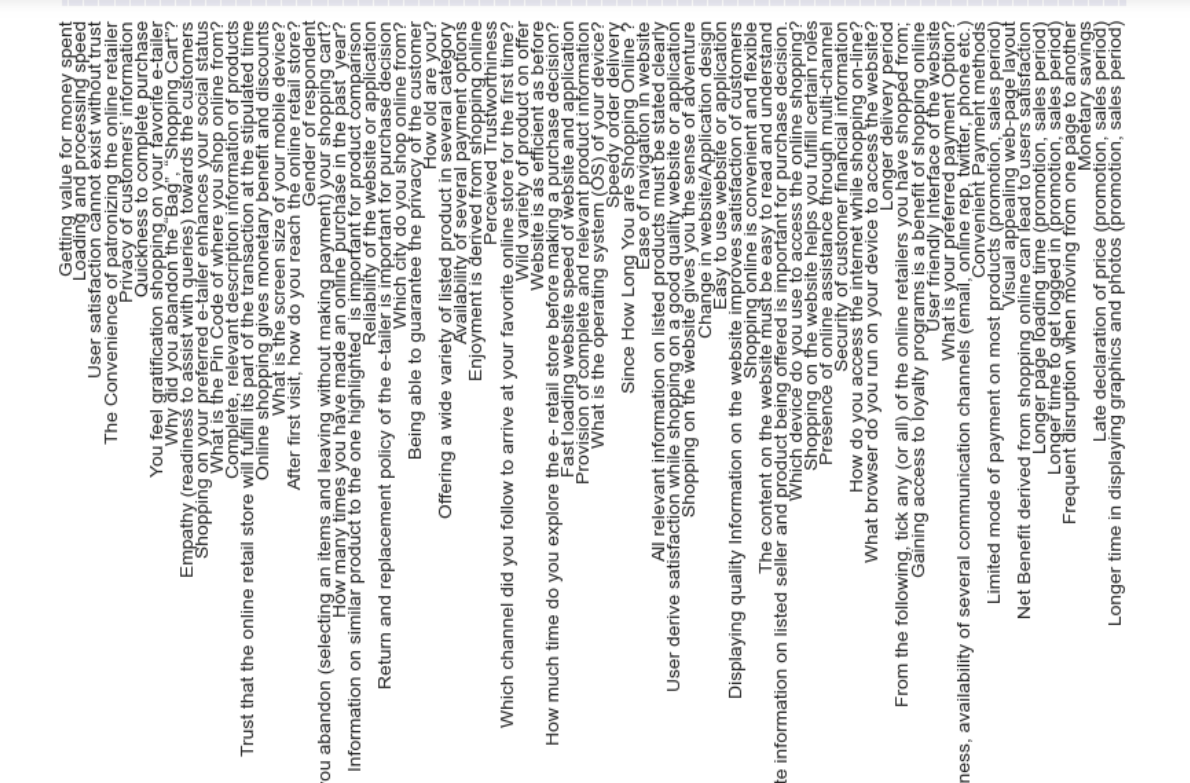 Getting value for money spent
Loading and processing speed
User satisfaction cannot exist without trust
The Convenience of patronizing the online retailer
Privacy of customers' information
Quickness to complete purchase
You feel gratification shopping on your favorite e-tailer
Why did you abandon the “Bag”, “Shopping Cart”?
Empathy (readiness to assist with queries) towards the customers
Shopping on your preferred e-tailer enhances your social status
What is the Pin Code of where you shop online from?
Complete, relevant description information of products
Trust that the online retail store will fulfill its part of the transaction at the stipulated time
Online shopping gives monetary benefit and discounts
What is the screen size of your mobile device?
After first visit, how do you reach the online retail store?
Gender of respondent
you abandon (selecting an items and leaving without making payment) your shopping cart?
How many times you have made an online purchase in the past year?
Information on similar product to the one highlighted is important for product comparison
Reliability of the website or application
Return and replacement policy of the e-tailer is important for purchase decision
Which city do you shop online from?
Being able to guarantee the privacy of the customer
How old are you?
Offering a wide variety of listed product in several category
Availability of several payment options
Enjoyment is derived from shopping online
Perceived Trustworthiness
Which channel did you follow to arrive at your favorite online store for the first time?
Wild variety of product on offer
Website is as efficient as before
How much time do you explore the e- retail store before making a purchase decision?
Fast loading website speed of website and application
Provision of complete and relevant product information
What is the operating system (OS) of your device?
Speedy order delivery
Since How Long You are Shopping Online ?
Ease of navigation in website
All relevant information on listed products must be stated clearly
User derive satisfaction while shopping on a good quality website or application
Shopping on the website gives you the sense of adventure
Change in website/Application design
Easy to use website or application
Displaying quality Information on the website improves satisfaction of customers
Shopping online is convenient and flexible
The content on the website must be easy to read and understand
te information on listed seller and product being offered is important for purchase decision.
Which device do you use to access the online shopping?
Shopping on the website helps you fulfill certain roles
Presence of online assistance through multi-channel
Security of customer financial information
How do you access the internet while shopping on-line?
What browser do you run on your device to access the website?
Longer delivery period
From the following, tick any (or all) of the online retailers you have shopped from;
Gaining access to loyalty programs is a benefit of shopping online
User friendly Interface of the website
What is your preferred payment Option?
ness, availability of several communication channels (email, online rep, twitter, phone etc.)
Convenient Payment methods
Limited mode of payment on most products (promotion, sales period)
Visual appealing web-page layout
Net Benefit derived from shopping online can lead to users satisfaction
Longer page loading time (promotion, sales period)
Longer time to get logged in (promotion, sales period)
Frequent disruption when moving from one page to another
Monetary savings
Late declaration of price (promotion, sales period)
Longer time in displaying graphics and photos (promotion, sales period)